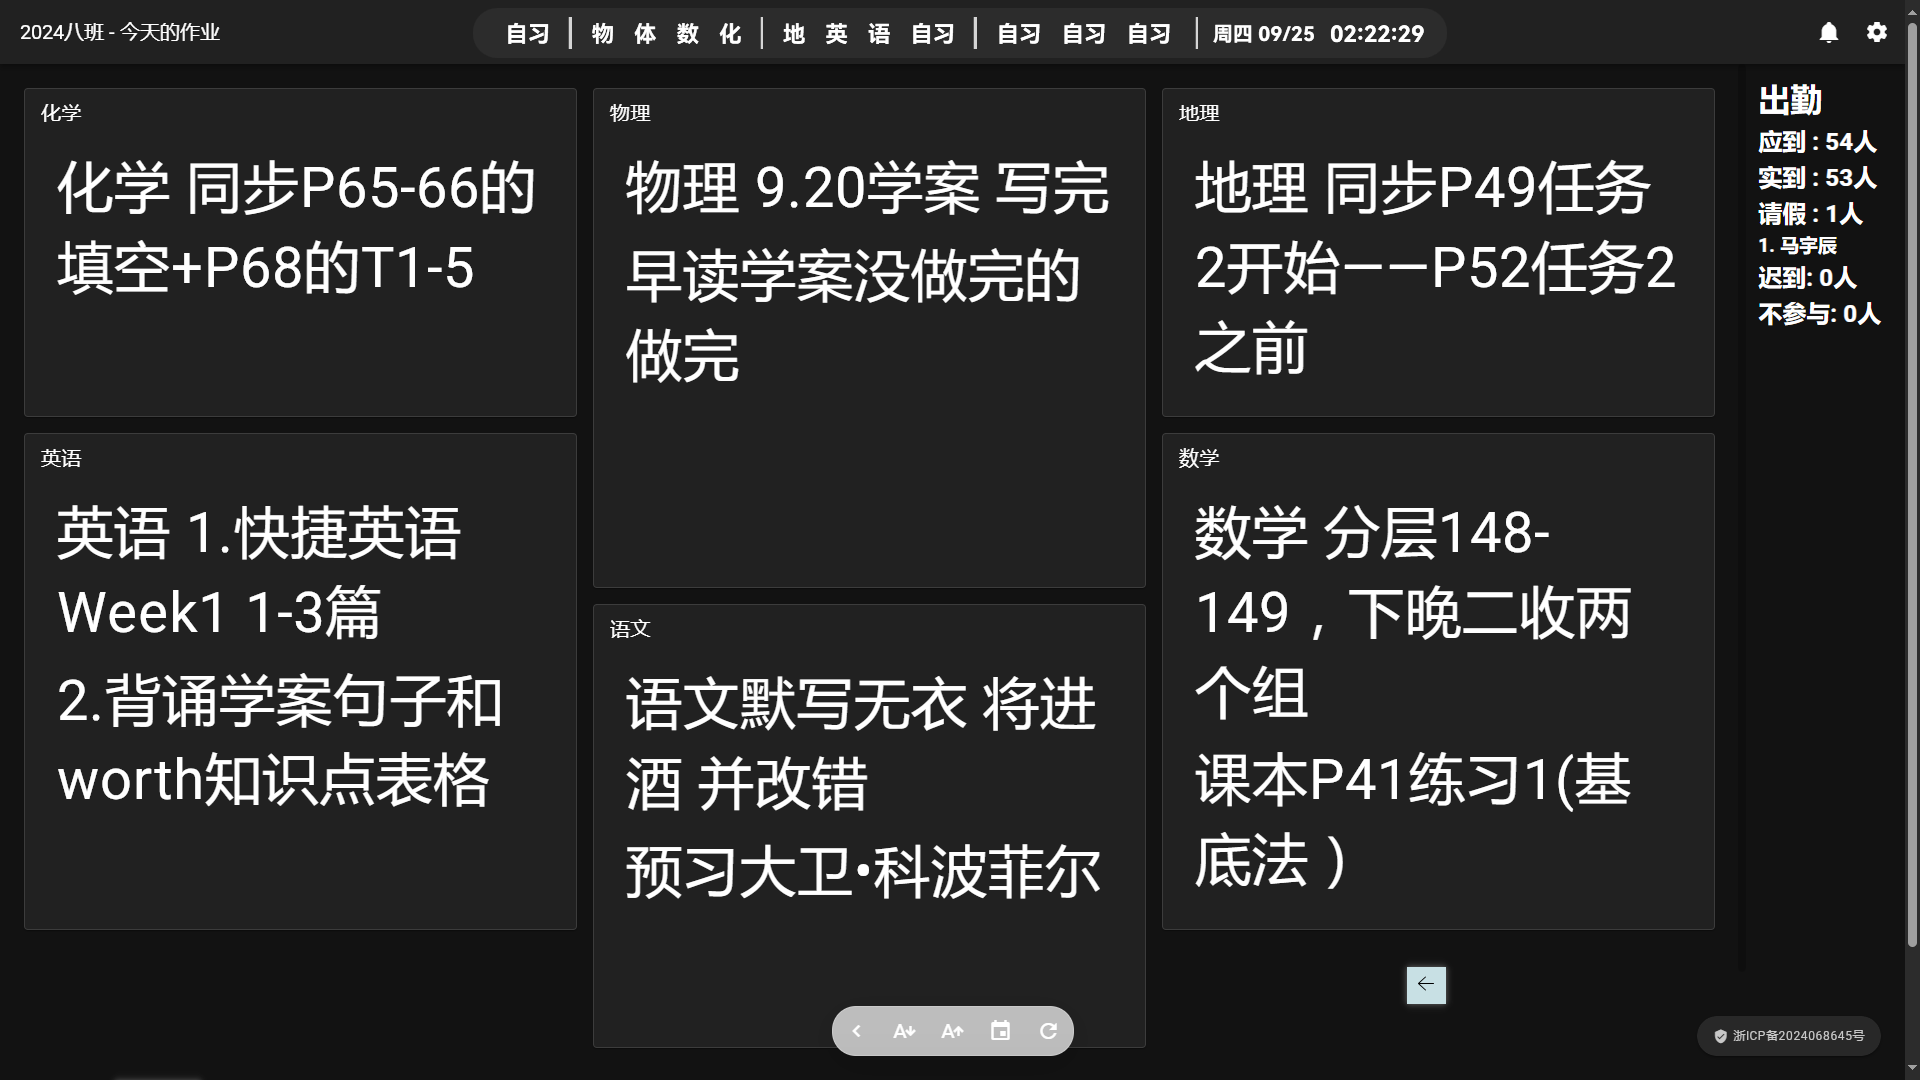 2024八班 - 今天的作业
自习 | 物 体 数 化 | 地 英 语 自习 | 自习 自习 自习 | 周四 09/25 02:22:29
化学
化学 同步P65-66的
填空+P68的T1-5
物理
物理 9.20学案 写完
早读学案没做完的
做完
地理
地理 同步P49任务
2开始——P52任务2
之前
英语
英语 1.快捷英语
Week1 1-3篇
2.背诵学案句子和
worth知识点表格
语文
语文默写无衣 将进
酒 并改错
预习大卫•科波菲尔
数学
数学 分层148-
149，下晚二收两
个组
课本P41练习1(基
底法）
出勤
应到 : 54人
实到 : 53人
请假 : 1人
1. 马宇辰
迟到: 0人
不参与: 0人
浙ICP备2024068645号